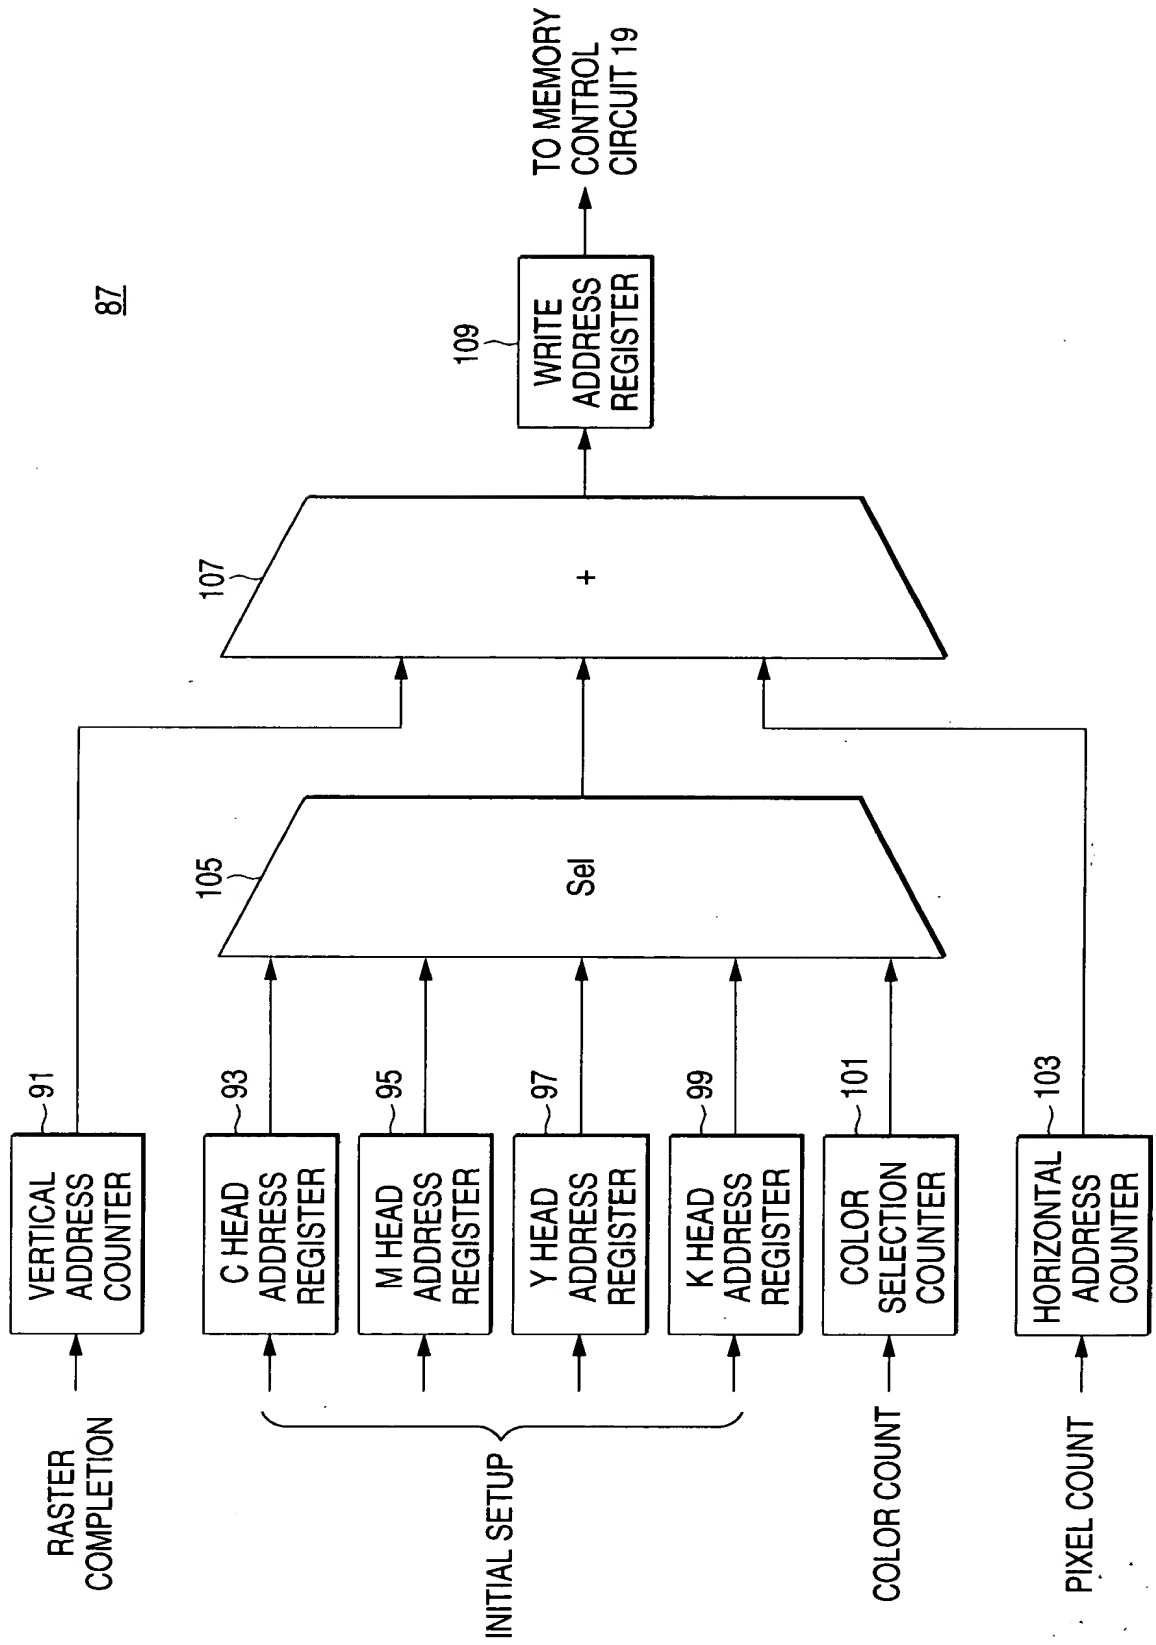 87
RASTER
COMPLETION
VERTICAL
ADDRESS
COUNTER
91
INITIAL SETUP
C HEAD
ADDRESS
REGISTER
93
M HEAD
ADDRESS
REGISTER
95
Y HEAD
ADDRESS
REGISTER
97
K HEAD
ADDRESS
REGISTER
99
COLOR COUNT
COLOR
SELECTION
COUNTER
101
PIXEL COUNT
HORIZONTAL
ADDRESS
COUNTER
103
105
Sel
107
+
109
WRITE
ADDRESS
REGISTER
TO MEMORY
CONTROL
CIRCUIT 19